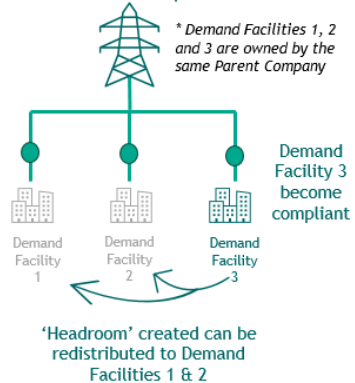 * Demand Facilities 1, 2
and 3 are owned by the
same Parent Company
Demand
Facility 3
become
compliant
Demand
Facility
1
Demand
Facility
2
Demand
Facility
3
‘Headroom’ created can be
redistributed to Demand
Facilities 1 & 2